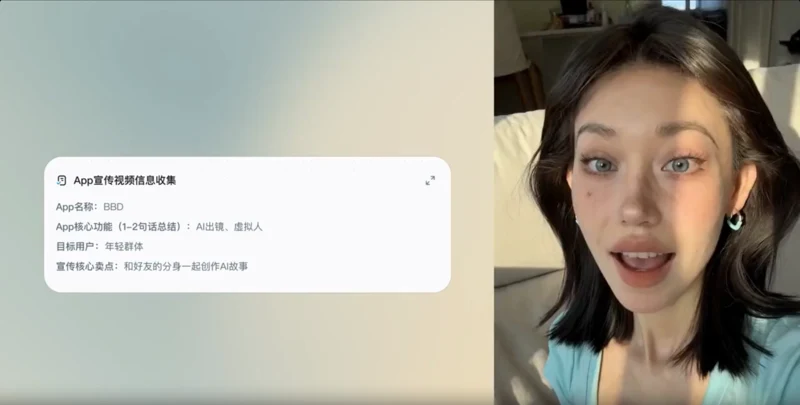 App宣传视频信息收集
App名称：BBD
App核心功能（1-2句话总结）：AI出镜、虚拟人
目标用户：年轻群体
宣传核心卖点：和好友的分身一起创作AI故事